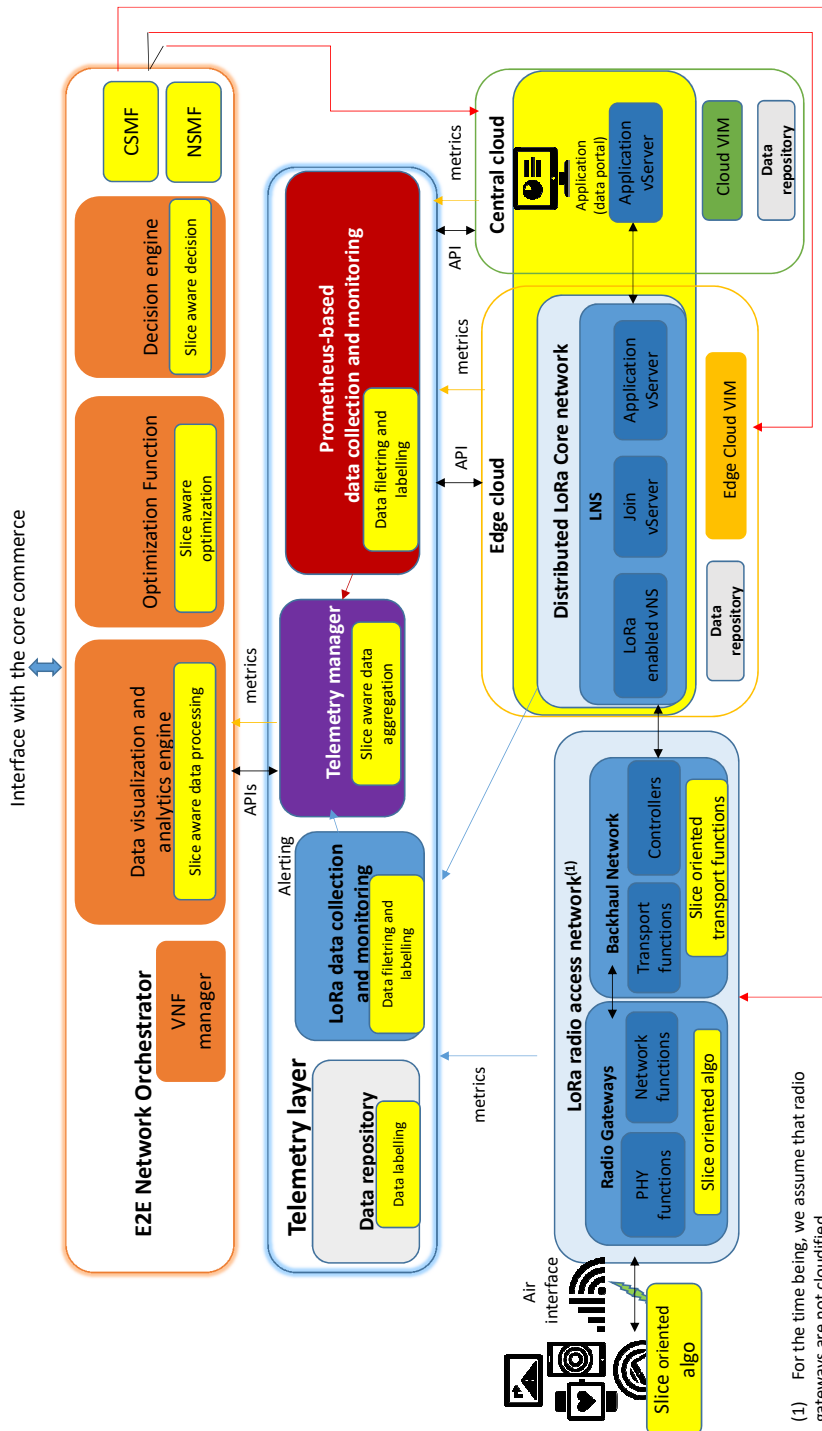 Interface with the core commerce
E2E Network Orchestrator
VNF
manager
Data visualization and
analytics engine
Slice aware data processing
Optimization Function
Slice aware
optimization
Decision engine
Slice aware decision
CSMF
NSMF
APIs
metrics
Telemetry layer
Data repository
Data labelling
LoRa data collection
and monitoring
Data filetring and
labelling
Alerting
Telemetry manager
Slice aware data
aggregation
Prometheus-based
data collection and monitoring
Data filetring and
labelling
metrics
API
metrics
API
metrics
Air
interface
Slice oriented
algo
LoRa radio access network(1)
Radio Gateways
PHY
functions
Network
functions
Slice oriented algo
Backhaul Network
Transport
functions
Controllers
Slice oriented
transport functions
Edge cloud
Distributed LoRa Core network
LNS
LoRa
enabled vNS
Join
vServer
Application
vServer
Data
repository
Edge Cloud VIM
Central cloud
Application
(data portal)
Application
vServer
Cloud VIM
Data
repository
(1) For the time being, we assume that radio
gateways are not cloudified